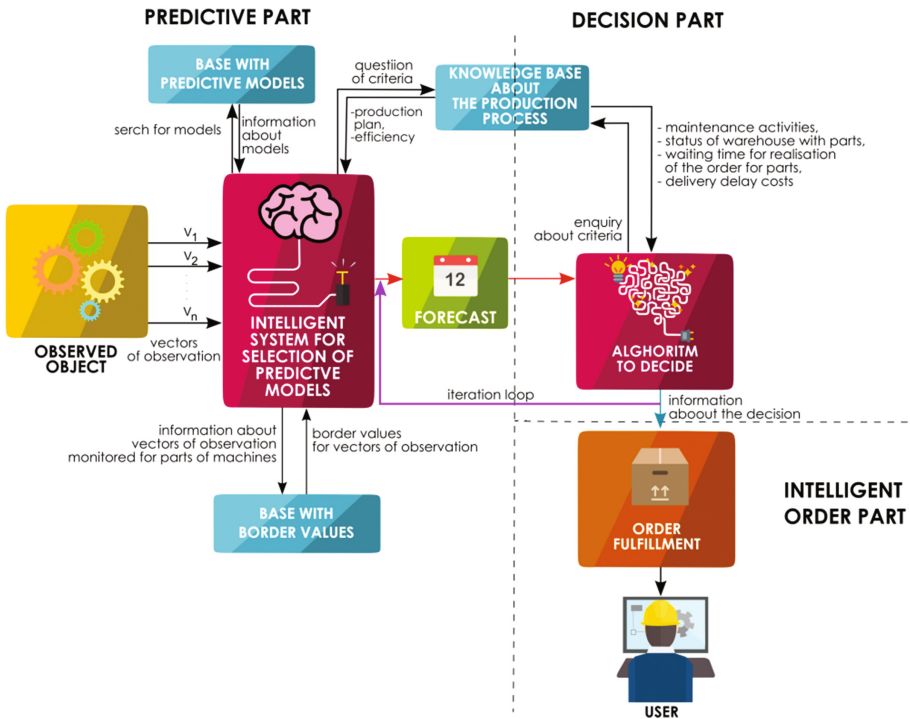 PREDICTIVE PART
DECISION PART
BASE WITH
PREDICTIVE MODELS
questiion
of criteria
KNOWLEDGE BASE
ABOUT
THE PRODUCTION
PROCESS
serch for models
information
about
models
-production
plan,
-efficiency
- maintenance activities,
- status of warehouse with parts,
- waiting time for realisation
of the order for parts,
- delivery delay costs
enquiry
about criteria
V1
V2
Vn
vectors
of observation
OBSERVED
OBJECT
INTELLIGENT
SYSTEM FOR
SELECTION OF
PREDICTVE
MODELS
12
FORECAST
ALGHORITM
TO DECIDE
iteration loop
information
abaout the decision
information about
vectors of observation
monitored for parts of machines
border values
for vectors of observation
BASE WITH
BORDER VALUES
ORDER
FULFILLMENT
INTELLIGENT
ORDER PART
USER